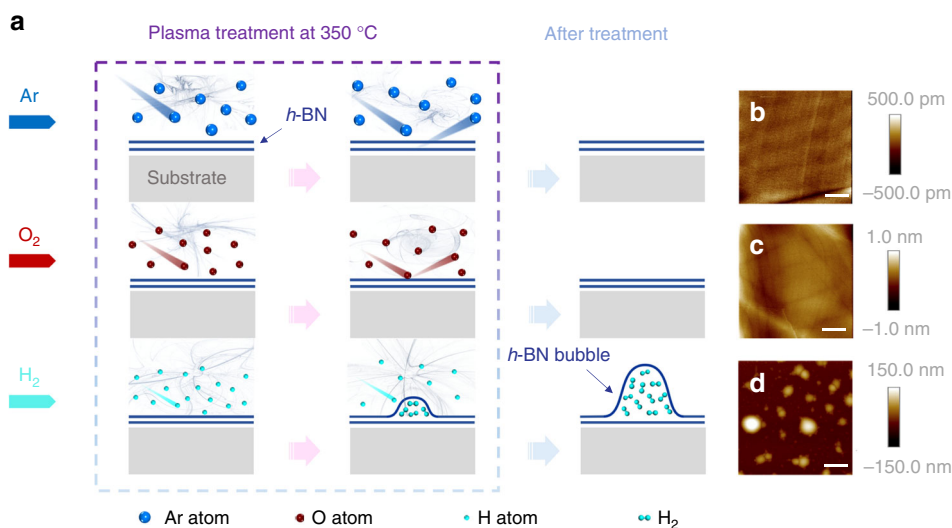 a
Plasma treatment at 350 °C
After treatment
Ar
h-BN
Substrate
b
500.0 pm
–500.0 pm
O2
c
1.0 nm
–1.0 nm
H2
h-BN bubble
d
150.0 nm
–150.0 nm
Ar atom
O atom
H atom
H2